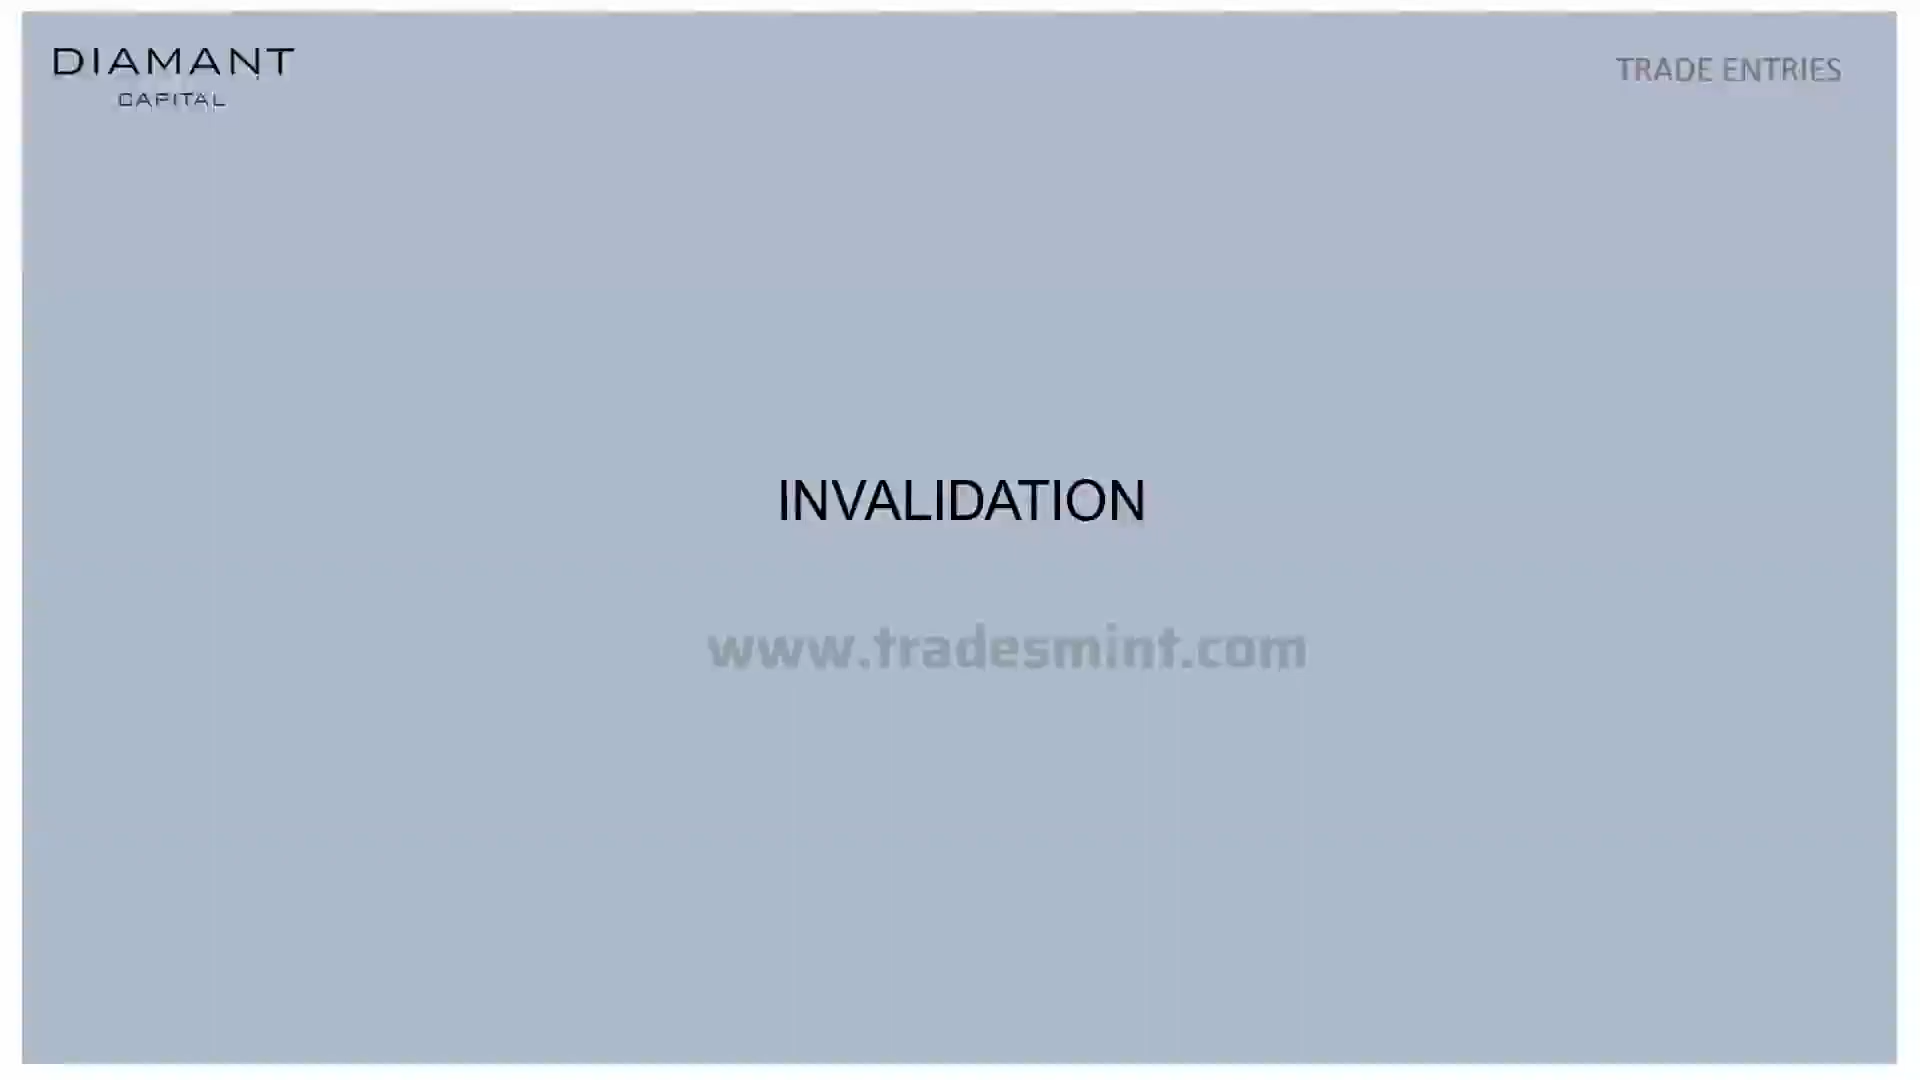 DIAMANT
CAPITAL
TRADE ENTRIES
INVALIDATION
www.tradesmint.com